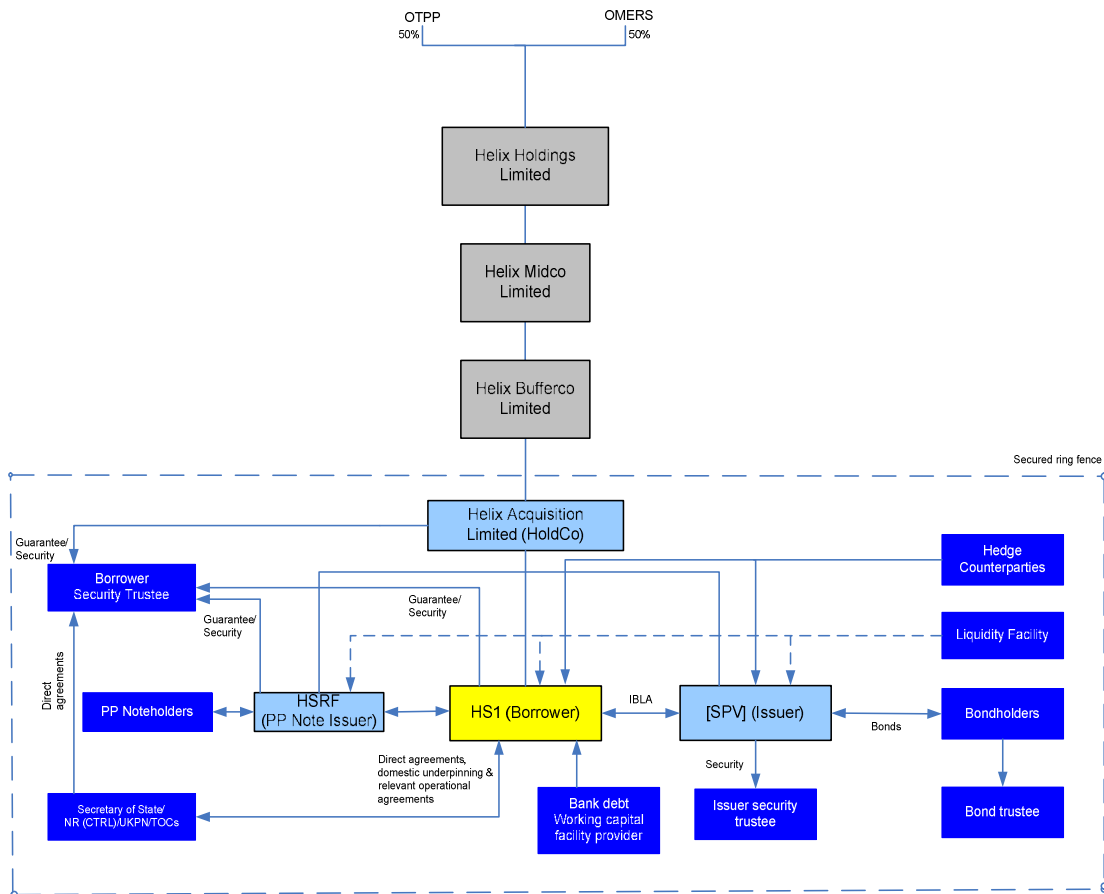 OTPP
OMERS
50%
50%
Helix Holdings
Limited
Helix Midco
Limited
Helix Bufferco
Limited
Secured ring fence
Helix Acquisition
Limited (HoldCo)
Guarantee/
Security
Hedge
Counterparties
Borrower
Security Trustee
Guarantee/
Security
Guarantee/
Security
Liquidity Facility
Direct
agreements
PP Noteholders
HSRF
(PP Note Issuer)
HS1 (Borrower)
IBLA
[SPV] (Issuer)
Bonds
Bondholders
Direct agreements,
domestic underpinning &
relevant operational
agreements
Security
Secretary of State/
NR (CTRL)/UKPN/TOCs
Bank debt
Working capital
facility provider
Issuer security
trustee
Bond trustee